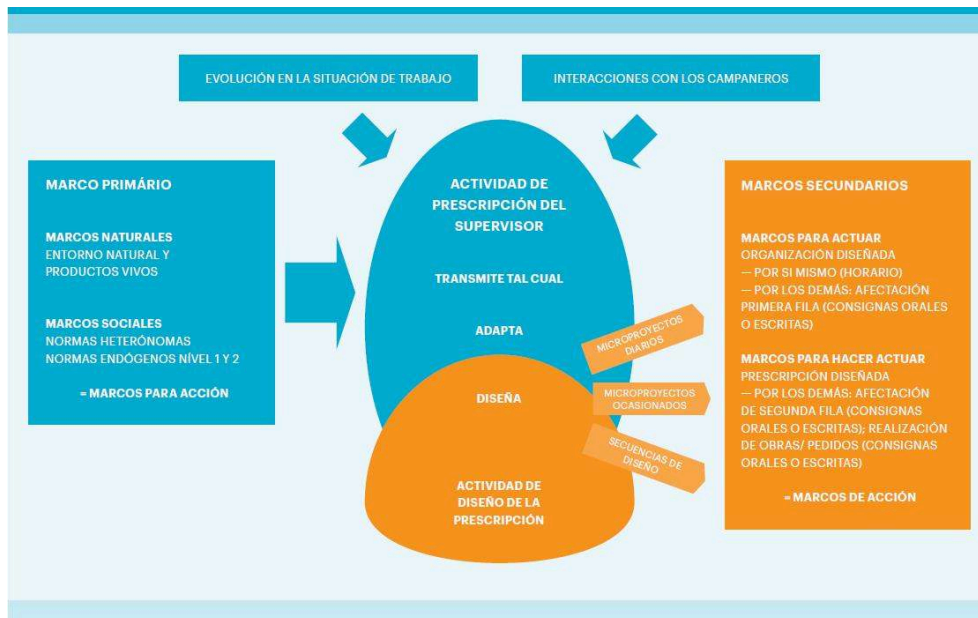 EVOLUCIÓN EN LA SITUACIÓN DE TRABAJO
INTERACCIONES CON LOS CAMPANEROS
MARCO PRIMÁRIO
MARCOS NATURALES
ENTORNO NATURAL Y
PRODUCTOS VIVOS
MARCOS SOCIALES
NORMAS HETERÓNOMAS
NORMAS ENDÓGENOS NÍVEL 1 Y 2
= MARCOS PARA ACCIÓN
ACTIVIDAD DE
PRESCRIPCIÓN DEL
SUPERVISOR
TRANSMITE TAL CUAL
ADAPTA
DISEÑA
ACTIVIDAD DE
DISEÑO DE LA
PRESCRIPCIÓN
MICROPROYECTOS
DIARIOS
MICROPROYECTOS
OCASIONADOS
SECUENCIAS DE
DISEÑO
MARCOS SECUNDARIOS
MARCOS PARA ACTUAR
ORGANIZACIÓN DISEÑADA
— POR SI MISMO (HORARIO)
— POR LOS DEMÁS: AFECTACIÓN
PRIMERA FILA (CONSIGNAS ORALES
O ESCRITAS)
MARCOS PARA HACER ACTUAR
PRESCRIPCIÓN DISEÑADA
— POR LOS DEMÁS: AFECTACIÓN
DE SEGUNDA FILA (CONSIGNAS
ORALES O ESCRITAS); REALIZACIÓN
DE OBRAS/ PEDIDOS (CONSIGNAS
ORALES O ESCRITAS)
= MARCOS DE ACCIÓN